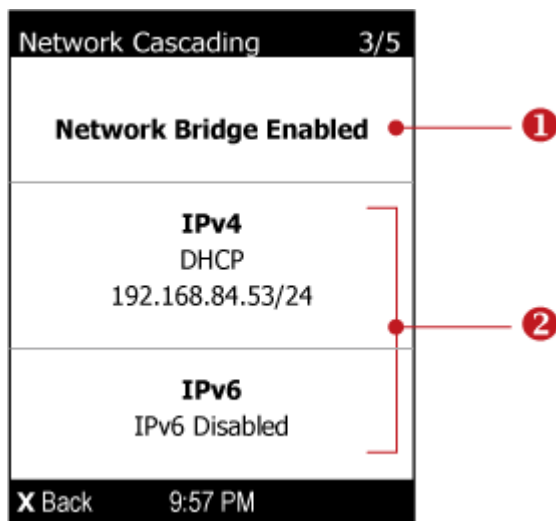 Network Cascading 3/5
Network Bridge Enabled
1
IPv4
DHCP
192.168.84.53/24
2
IPv6
IPv6 Disabled
X Back 9:57 PM